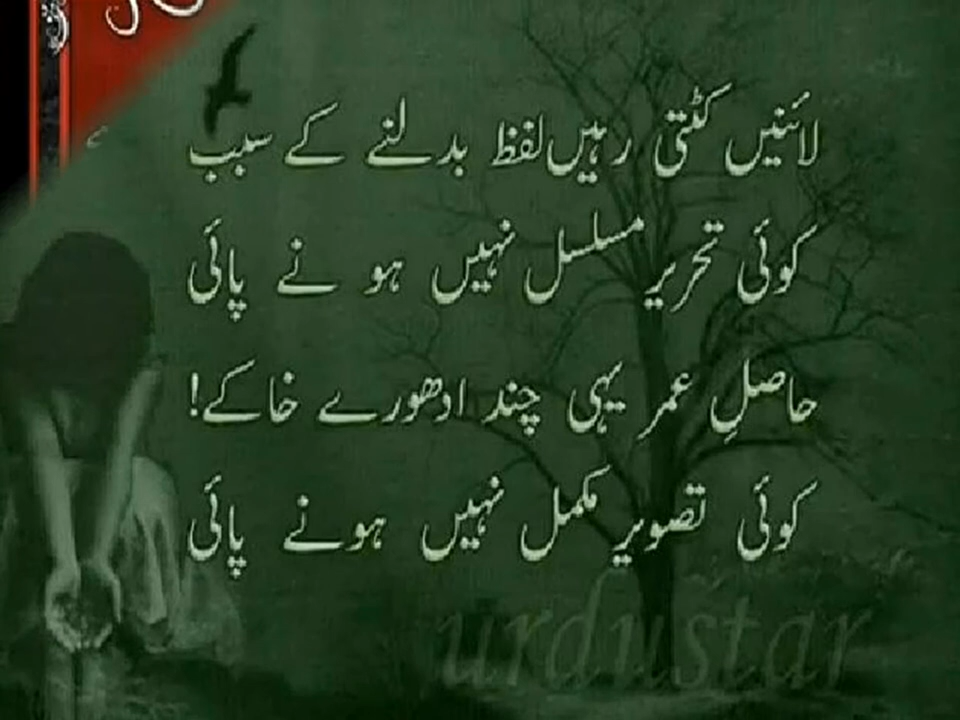 لائنیں کٹتی رہیں لفظ بدلنے کے سبب
کوئی تحریر مسلسل نہیں ہونے پائی
حاصلِ عمر یہی چند ادھورے خاکے!
کوئی تصویر مکمل نہیں ہونے پائی
urdustar